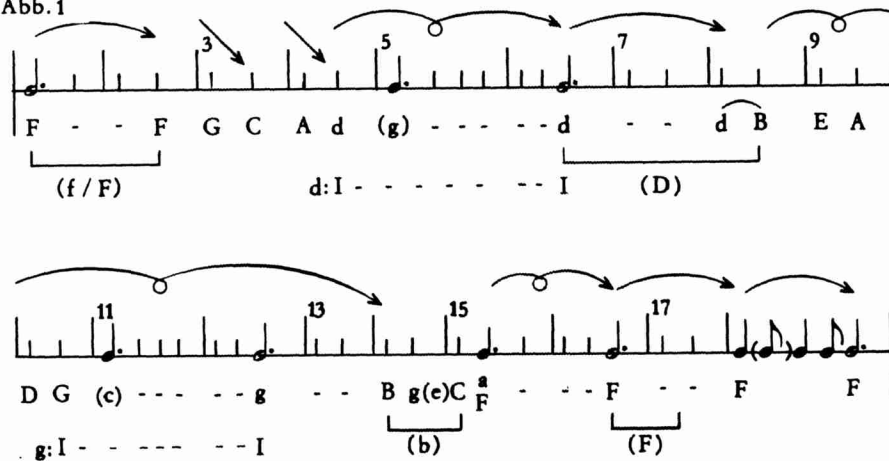 Abb.1
3 5 7 9
F - - F G C A d (g) - - - - - d - - d B E A
(f / F) d: I - - - - - - - I (D)
11 13 15 17
D G (c) - - - - - g - - B g(e)C a F - - - - F - - F F
g: I - - - - - - - I (b) (F)